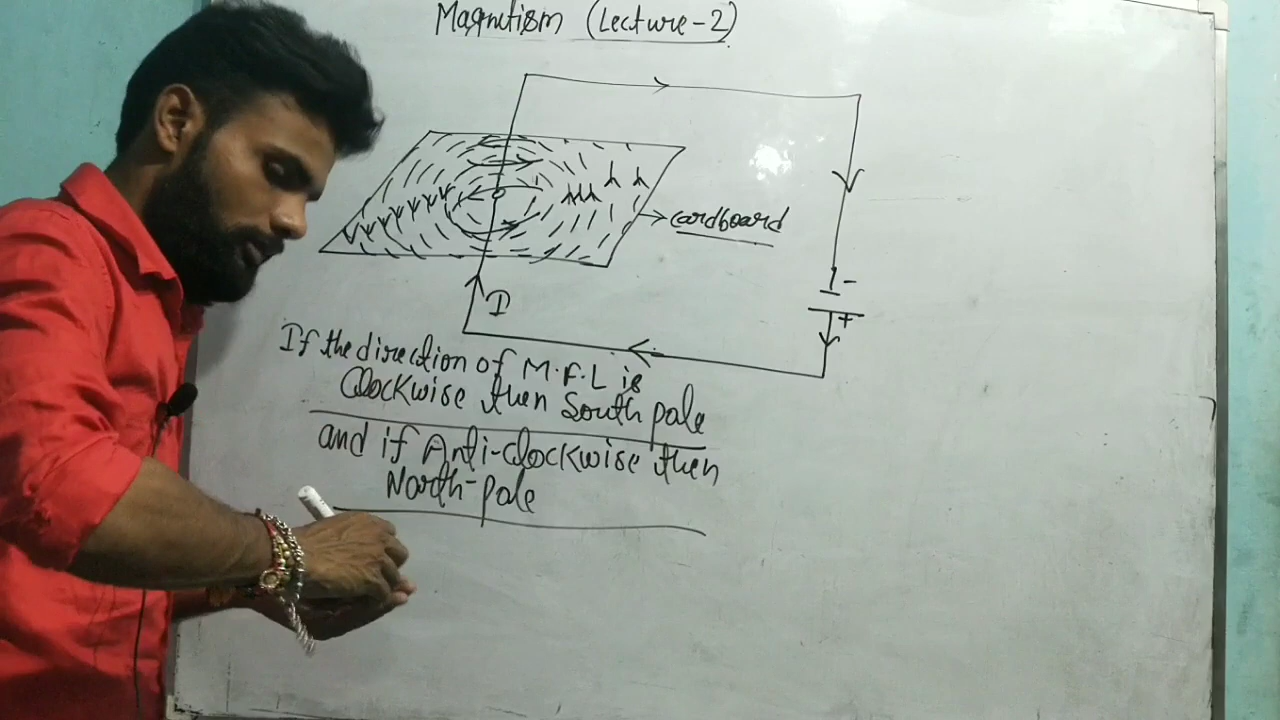 Magnetism (Lecture-2)
→ cardboard
-
+
I
If the direction of M.F.L is
Clockwise then South pole
and if Anti-clockwise then
North-pole